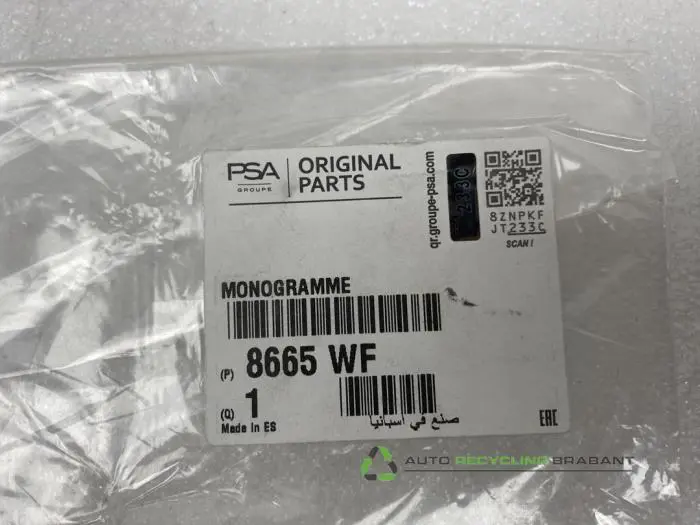 PSA
GROUPE
ORIGINAL
PARTS
qr.groupe-psa.com
233C
8ZNPKF
JT233C
SCAN!
MONOGRAMME
(P) 8665 WF
(Q) 1
Made in ES
صنع في اسبانيا
EAC
AUTO RECYCLING BRABANT